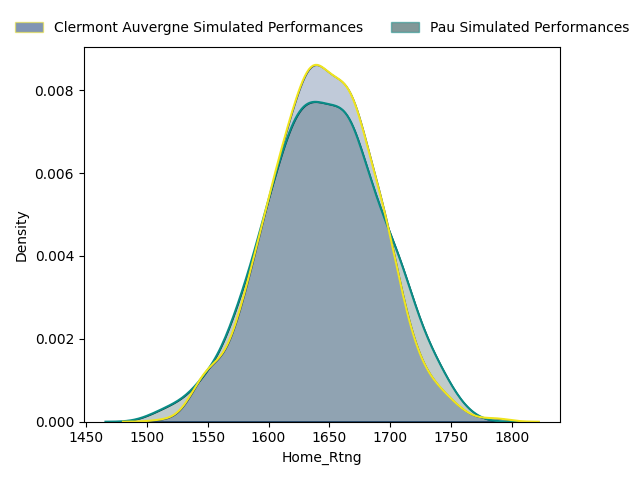 Clermont Auvergne Simulated Performances Pau Simulated Performances
0.008
0.006
0.004
0.002
0.000
Density
1450 1500 1550 1600 1650 1700 1750 1800
Home_Rtng